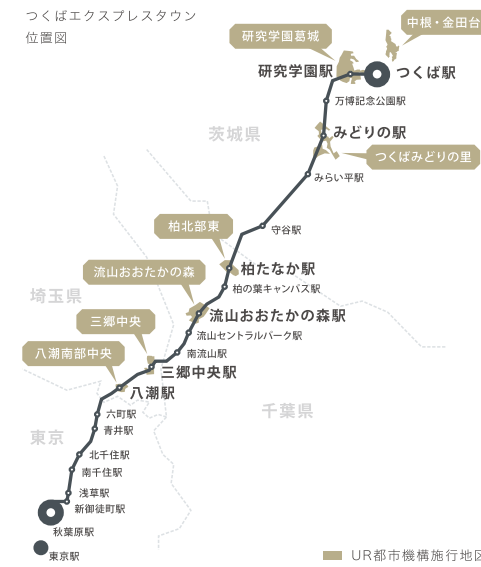 つくばエクスプレスタウン
位置図
中根・金田台
研究学園葛城
研究学園駅
つくば駅
万博記念公園駅
茨城県
みどりの駅
つくばみどりの里
みらい平駅
柏北部東
守谷駅
流山おおたかの森
柏たなか駅
埼玉県
柏の葉キャンパス駅
三郷中央
流山おおたかの森駅
流山セントラルパーク駅
八潮南部中央
南流山駅
三郷中央駅
八潮駅
千葉県
六町駅
東京
青井駅
北千住駅
南千住駅
浅草駅
新御徒町駅
秋葉原駅
東京駅
UR都市機構施行地区